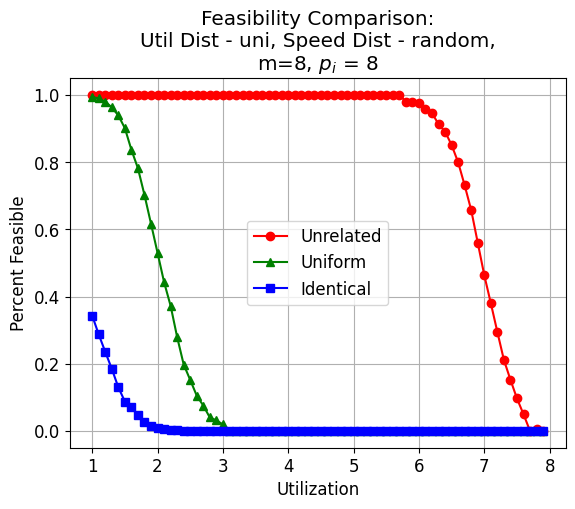 Feasibility Comparison:
Util Dist - uni, Speed Dist - random,
m=8, $p_i$ = 8
1.0
0.8
0.6
0.4
0.2
0.0
Percent Feasible
Unrelated
Uniform
Identical
1 2 3 4 5 6 7 8
Utilization